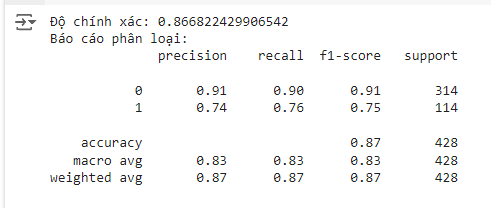 Độ chính xác: 0.866822429906542
Báo cáo phân loại:
precision recall f1-score support
0 0.91 0.90 0.91 314
1 0.74 0.76 0.75 114
accuracy 0.87 428
macro avg 0.83 0.83 0.83 428
weighted avg 0.87 0.87 0.87 428